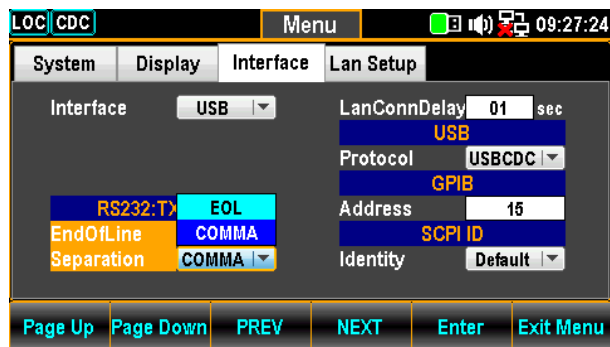 LOC CDC Menu 09:27:24
System Display Interface Lan Setup
Interface USB
LanConnDelay 01 sec
USB
Protocol USBCDC
GPIB
RS232:TX EOL
Address 15
EndOfLine COMMA
SCPI ID
Separation COMMA
Identity Default
Page Up Page Down PREV NEXT Enter Exit Menu